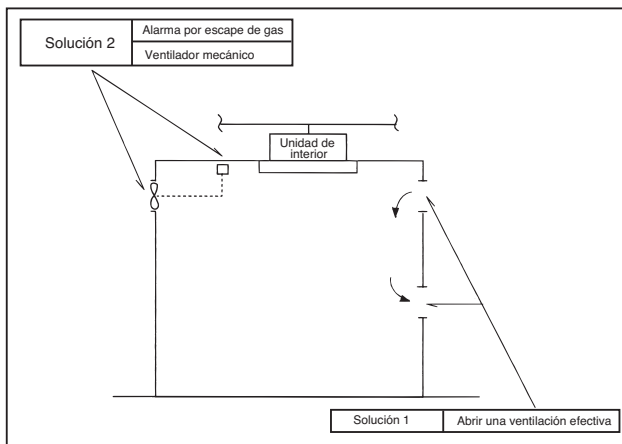 Solución 2
Alarma por escape de gas
Ventilador mecánico
Unidad de
interior
Solución 1
Abrir una ventilación efectiva